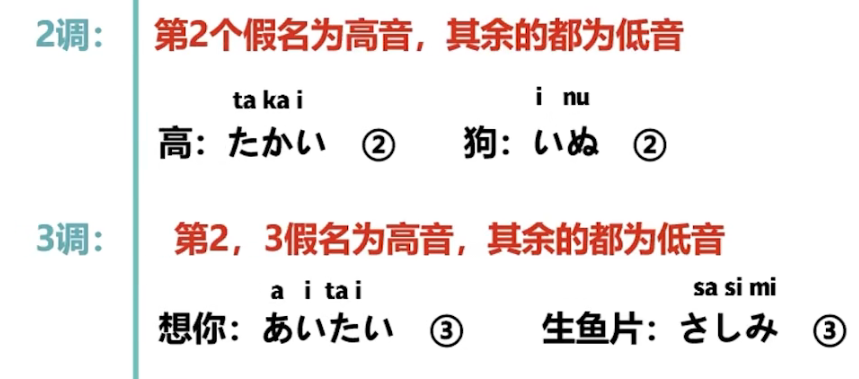 2调： 第2个假名为高音，其余的都为低音
ta ka i i nu
高：たかい ② 狗：いぬ ②
3调： 第2，3假名为高音，其余的都为低音
a i ta i sa si mi
想你：あいたい ③ 生鱼片：さしみ ③